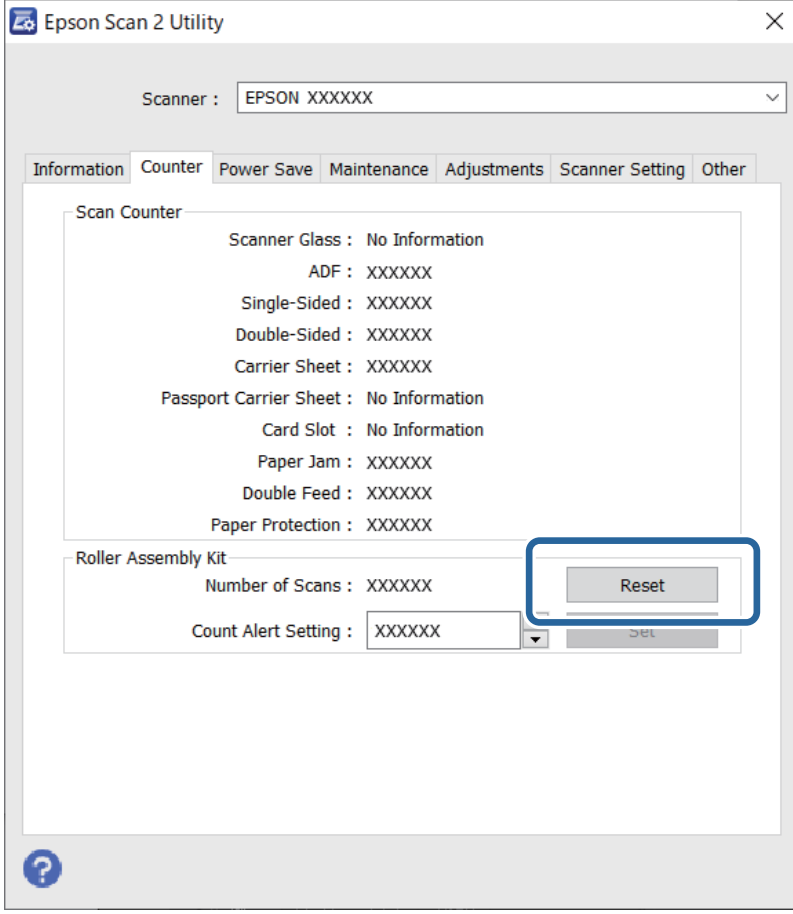 Epson Scan 2 Utility
Scanner : EPSON XXXXXX
Information Counter Power Save Maintenance Adjustments Scanner Setting Other
Scan Counter
Scanner Glass : No Information
ADF : XXXXXX
Single-Sided : XXXXXX
Double-Sided : XXXXXX
Carrier Sheet : XXXXXX
Passport Carrier Sheet : No Information
Card Slot : No Information
Paper Jam : XXXXXX
Double Feed : XXXXXX
Paper Protection : XXXXXX
Roller Assembly Kit
Number of Scans : XXXXXX Reset
Count Alert Setting : XXXXXX Set
?